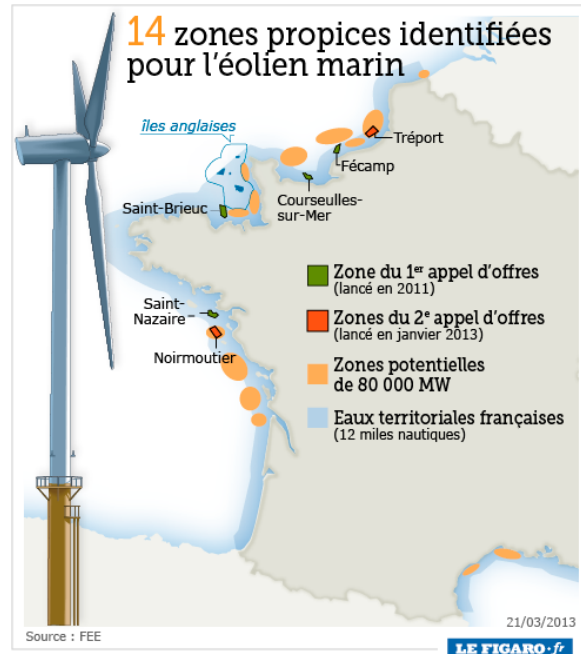 14 zones propices identifiées
pour l'éolien marin
îles anglaises
Tréport
Fécamp
Courseulles-
sur-Mer
Saint-Brieuc
Saint-
Nazaire
Noirmoutier
Zone du 1er appel d'offres
(lancé en 2011)
Zones du 2e appel d'offres
(lancé en janvier 2013)
Zones potentielles
de 80 000 MW
Eaux territoriales françaises
(12 miles nautiques)
21/03/2013
Source : FEE
LE FIGARO·fr